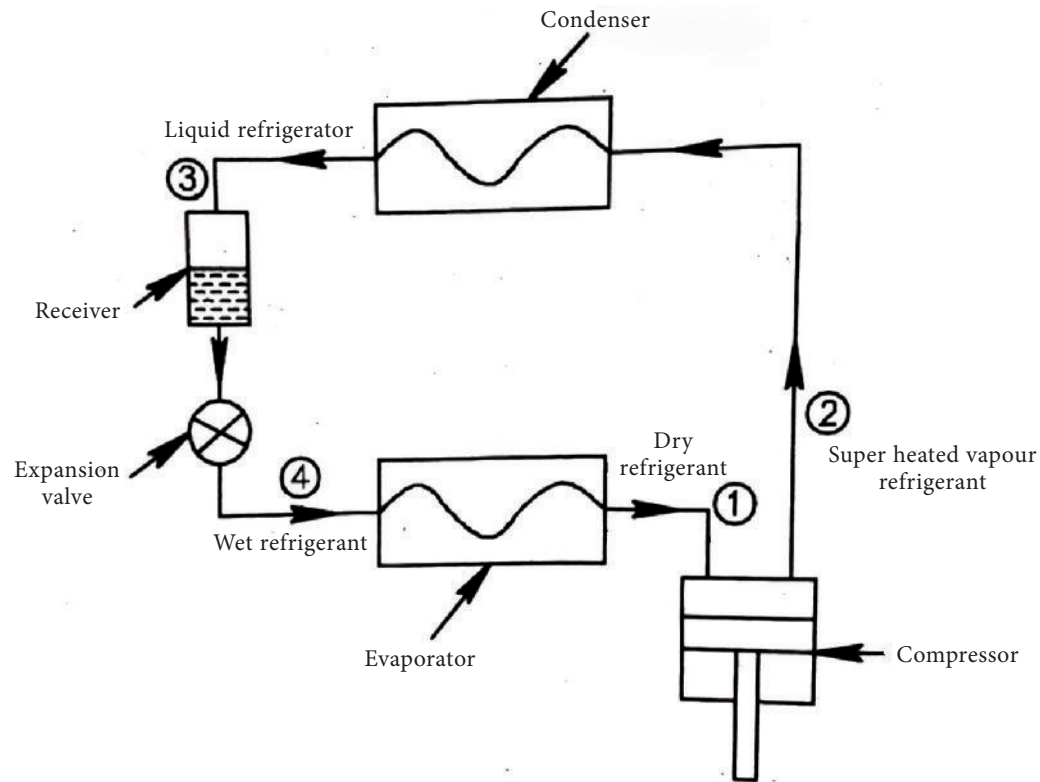 Condenser
Liquid refrigerator
3
Receiver
2
Dry
refrigerant
Super heated vapour
refrigerant
Expansion
valve
4
1
Wet refrigerant
Evaporator
Compressor